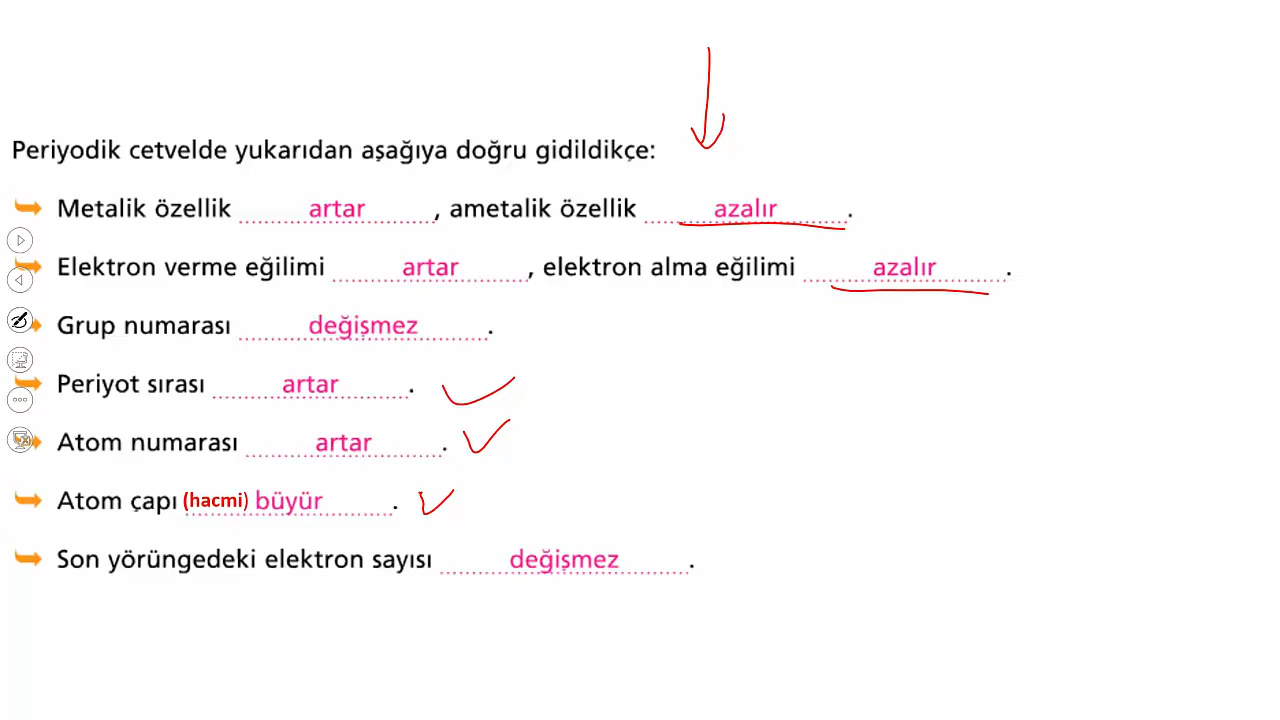 Periyodik cetvelde yukarıdan aşağıya doğru gidildikçe:
Metalik özellik artar, ametalik özellik azalır.
Elektron verme eğilimi artar, elektron alma eğilimi azalır.
Grup numarası değişmez.
Periyot sırası artar.
Atom numarası artar.
Atom çapı (hacmi) büyür.
Son yörüngedeki elektron sayısı değişmez.